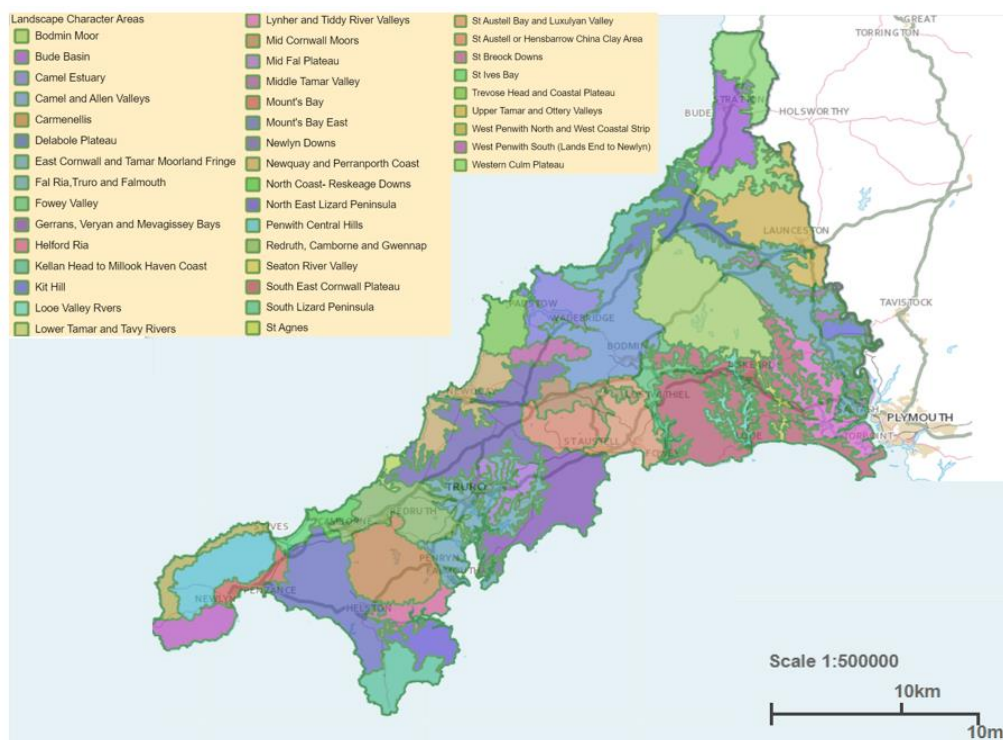 Landscape Character Areas
Bodmin Moor
Bude Basin
Camel Estuary
Camel and Allen Valleys
Carmenellis
Delabole Plateau
East Cornwall and Tamar Moorland Fringe
Fal Ria,Truro and Falmouth
Fowey Valley
Gerrans, Veryan and Mevagissey Bays
Helford Ria
Kellan Head to Millook Haven Coast
Kit Hill
Looe Valley Rvers
Lower Tamar and Tavy Rivers
Lynher and Tiddy River Valleys
Mid Cornwall Moors
Mid Fal Plateau
Middle Tamar Valley
Mount's Bay
Mount's Bay East
Newlyn Downs
Newquay and Perranporth Coast
North Coast- Reskeage Downs
North East Lizard Peninsula
Penwith Central Hills
Redruth, Camborne and Gwennap
Seaton River Valley
South East Cornwall Plateau
South Lizard Peninsula
St Agnes
St Austell Bay and Luxulyan Valley
St Austell or Hensbarrow China Clay Area
St Breock Downs
St Ives Bay
Trevose Head and Coastal Plateau
Upper Tamar and Ottery Valleys
West Penwith North and West Coastal Strip
West Penwith South (Lands End to Newlyn)
Western Culm Plateau
GREAT
TORRINGTON
STRATTON
BUDE
HOLSWORTHY
LAUNCESTON
TAVISTOCK
PADSTOW
WADEBRIDGE
BODMIN
PLYMOUTH
ST AUSTELL
LOOE
TRURO
REDRUTH
PENRYN
PENZANCE
HELSTON
Scale 1:500000
10km
10m